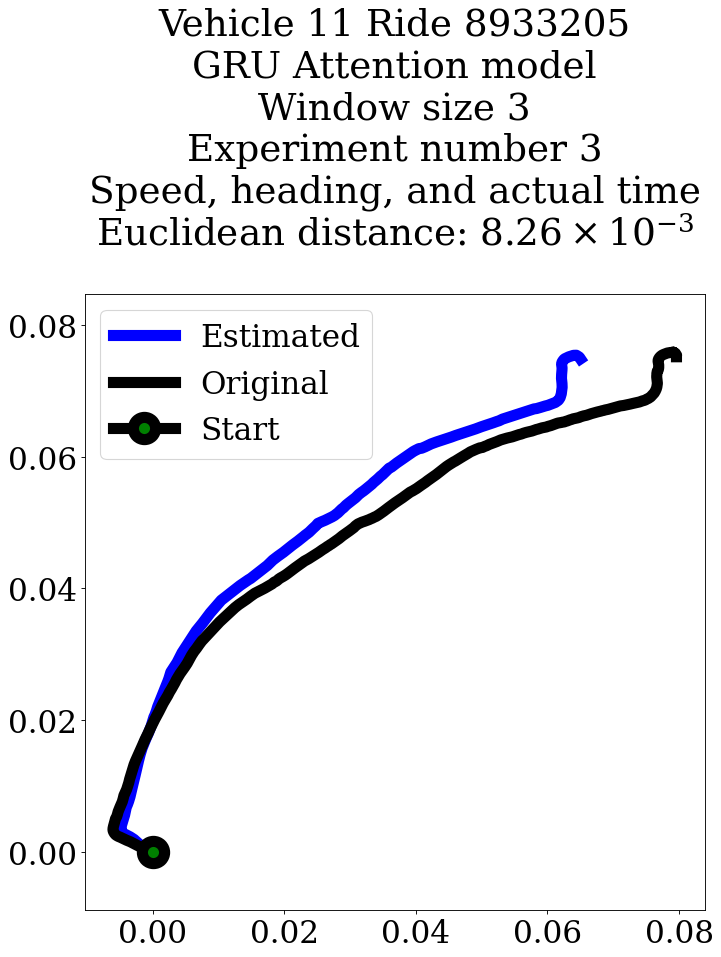 Vehicle 11 Ride 8933205
GRU Attention model
Window size 3
Experiment number 3
Speed, heading, and actual time
Euclidean distance: 8.26 × 10⁻³
0.08
Estimated
Original
Start
0.06
0.04
0.02
0.00
0.00 0.02 0.04 0.06 0.08